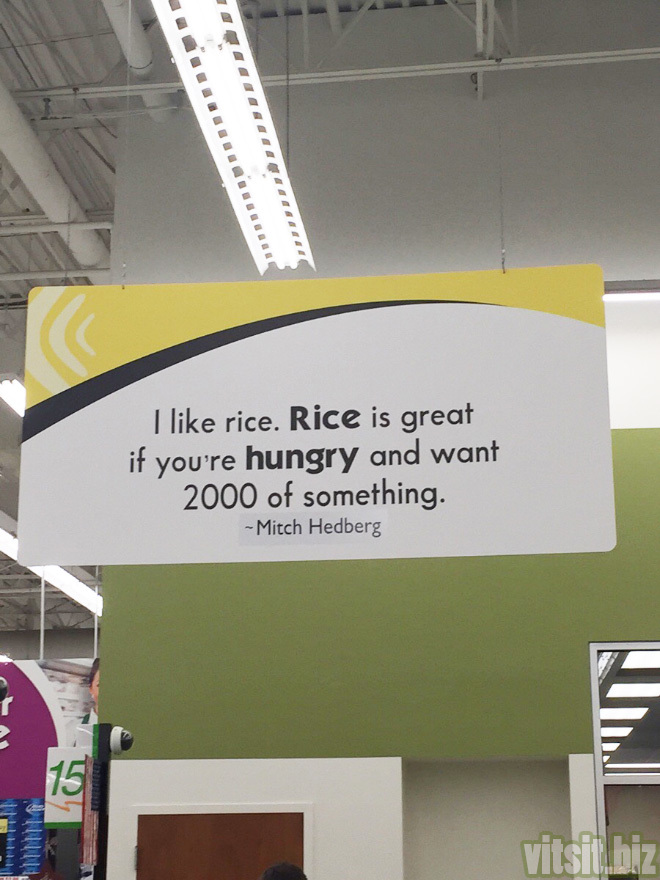 I like rice. Rice is great
if you're hungry and want
2000 of something.
~Mitch Hedberg
15
vitsit.biz